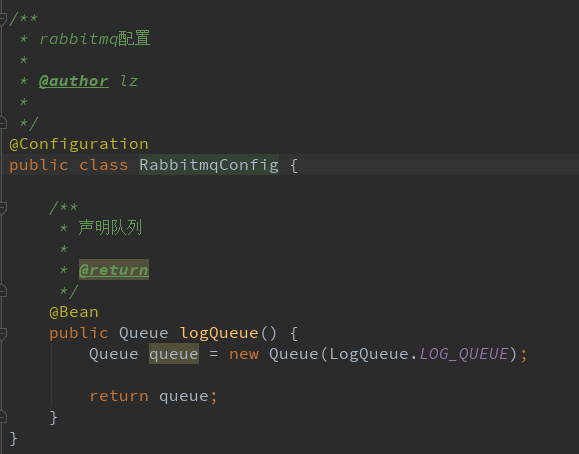 /**
 * rabbitmq配置
 *
 * @author lz
 *
 */
@Configuration
public class RabbitmqConfig {
    /**
     * 声明队列
     *
     * @return
     */
    @Bean
    public Queue logQueue() {
        Queue queue = new Queue(LogQueue.LOG_QUEUE);
        return queue;
    }
}